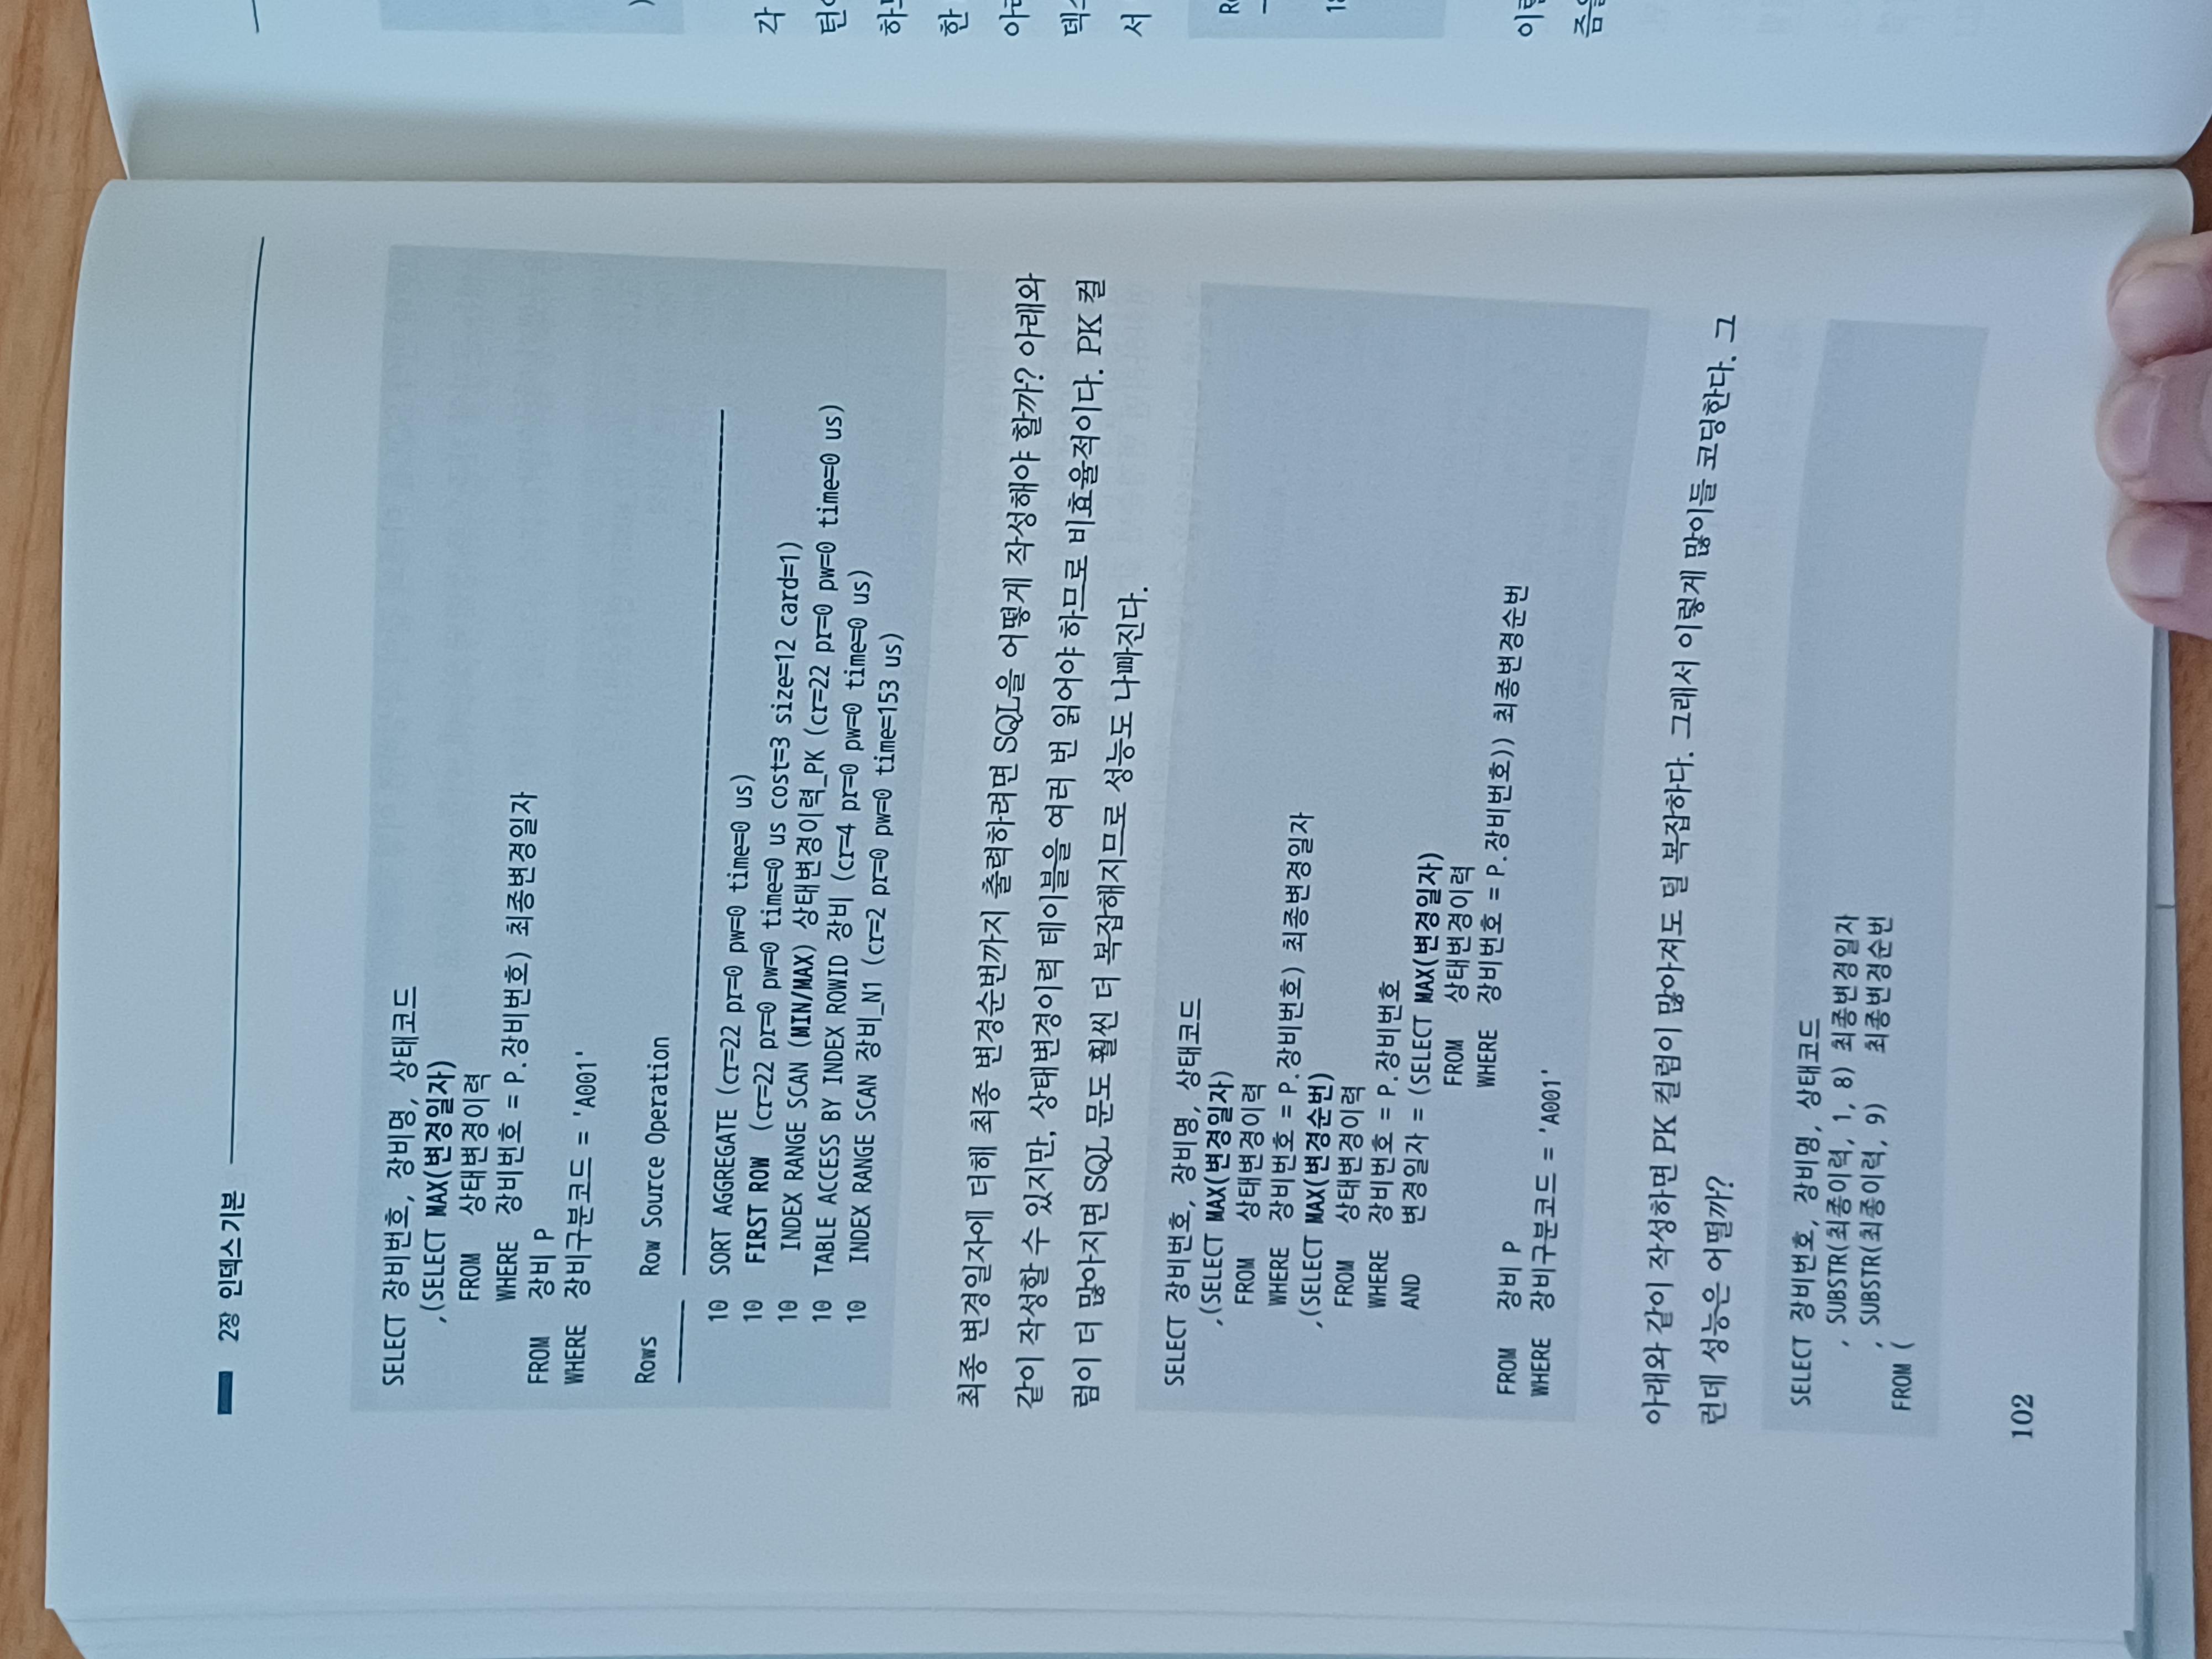 2장 인덱스 기본
SELECT 장비번호, 장비명, 상태코드
,(SELECT MAX(변경일자)
FROM 상태변경이력
WHERE 장비번호 = P.장비번호) 최종변경일자
FROM 장비 P
WHERE 장비구분코드 = 'A001'
Rows Row Source Operation
10 SORT AGGREGATE (cr=22 pr=0 pw=0 time=0 us)
10 FIRST ROW (cr=22 pr=0 pw=0 time=0 us cost=3 size=12 card=1)
10 INDEX RANGE SCAN (MIN/MAX) 상태변경이력_PK (cr=22 pr=0 pw=0 time=0 us)
10 TABLE ACCESS BY INDEX ROWID 장비 (cr=4 pr=0 pw=0 time=0 us)
10 INDEX RANGE SCAN 장비_N1 (cr=2 pr=0 pw=0 time=153 us)
최종 변경일자에 더해 최종 변경순번까지 출력하려면 SQL을 어떻게 작성해야 할까? 아래와
같이 작성할 수 있지만, 상태변경이력 테이블을 여러 번 읽어야 하므로 비효율적이다. PK 컬
럼이 더 많아지면 SQL 문도 훨씬 더 복잡해지므로 성능도 나빠진다.
SELECT 장비번호, 장비명, 상태코드
,(SELECT MAX(변경일자)
FROM 상태변경이력
WHERE 장비번호 = P.장비번호) 최종변경일자
,(SELECT MAX(변경순번)
FROM 상태변경이력
WHERE 장비번호 = P.장비번호
AND 변경일자 = (SELECT MAX(변경일자)
FROM 상태변경이력
WHERE 장비번호 = P.장비번호)) 최종변경순번
FROM 장비 P
WHERE 장비구분코드 = 'A001'
아래와 같이 작성하면 PK 컬럼이 많아져도 덜 복잡하다. 그래서 이렇게 많이들 코딩한다. 그
런데 성능은 어떨까?
SELECT 장비번호, 장비명, 상태코드
, SUBSTR(최종이력, 1, 8) 최종변경일자
, SUBSTR(최종이력, 9) 최종변경순번
FROM (
102
)
각
한
서